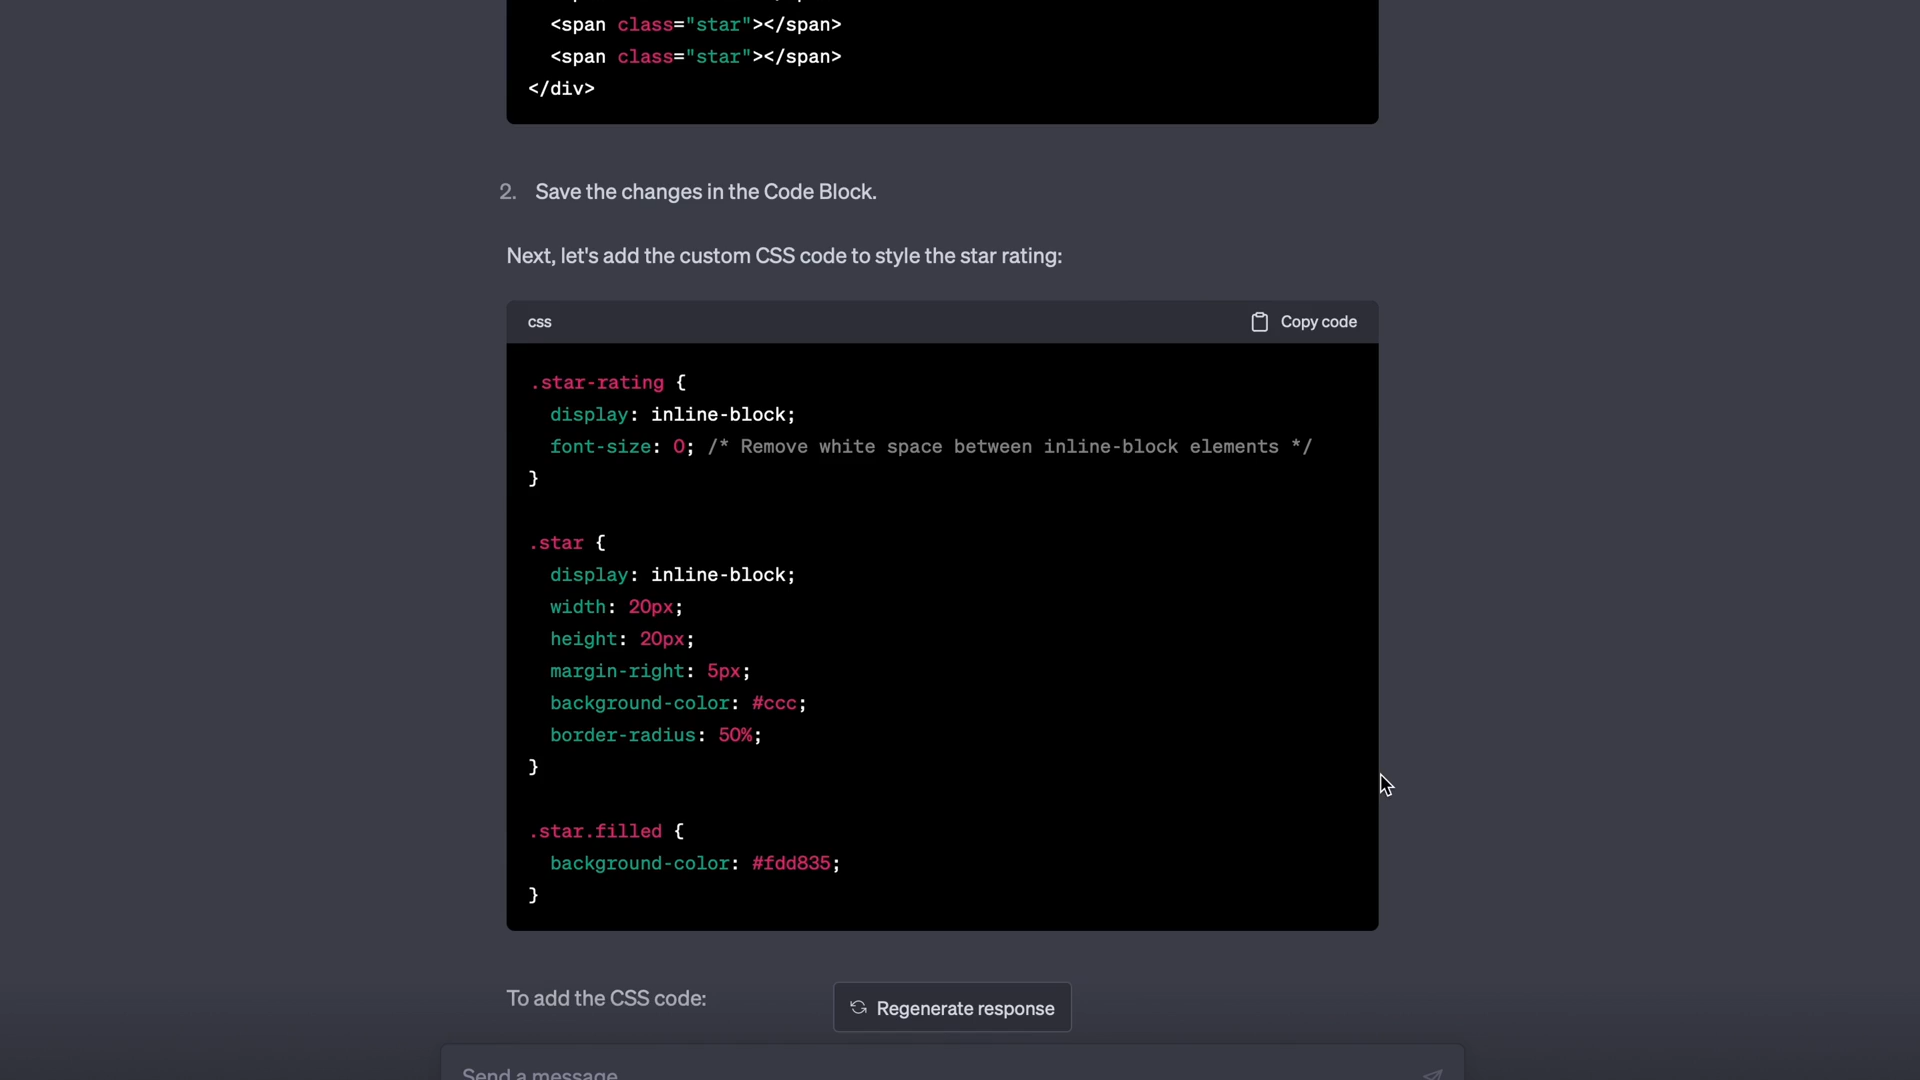 <span class="star"></span>
<span class="star"></span>
</div>
2. Save the changes in the Code Block.
Next, let's add the custom CSS code to style the star rating:
css Copy code
.star-rating {
display: inline-block;
font-size: 0; /* Remove white space between inline-block elements */
}
.star {
display: inline-block;
width: 20px;
height: 20px;
margin-right: 5px;
background-color: #ccc;
border-radius: 50%;
}
.star.filled {
background-color: #fdd835;
}
To add the CSS code:
Regenerate response
Send a message